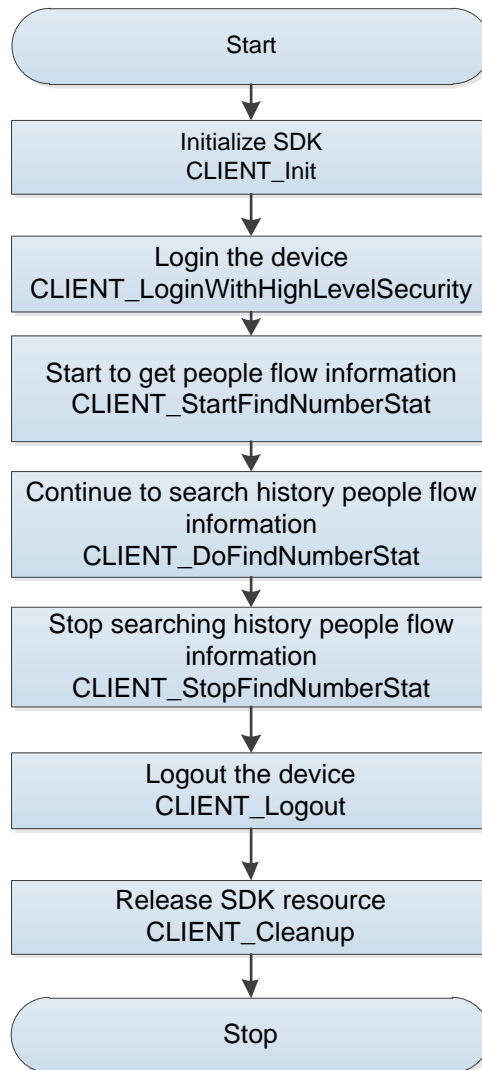 Start
Initialize SDK
CLIENT_Init
Login the device
CLIENT_LoginWithHighLevelSecurity
Start to get people flow information
CLIENT_StartFindNumberStat
Continue to search history people flow
information
CLIENT_DoFindNumberStat
Stop searching history people flow
information
CLIENT_StopFindNumberStat
Logout the device
CLIENT_Logout
Release SDK resource
CLIENT_Cleanup
Stop